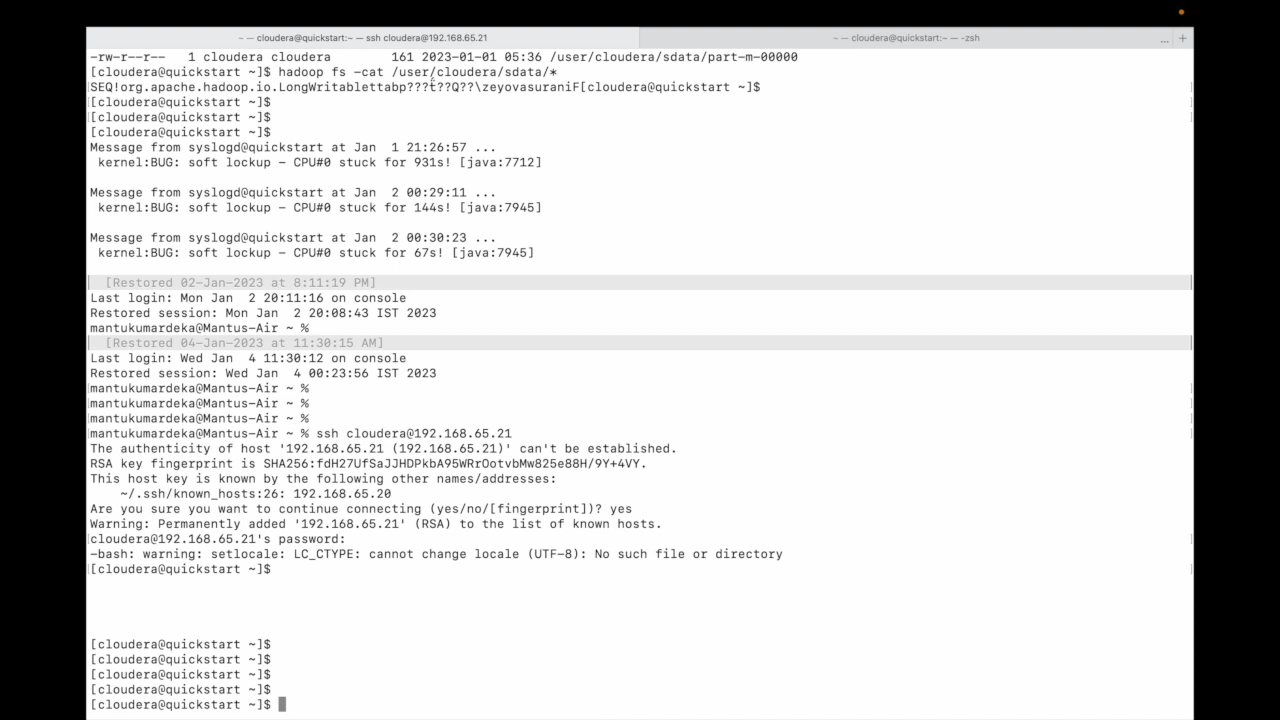 ~ — cloudera@quickstart:~ — ssh cloudera@192.168.65.21
~ — cloudera@quickstart:~ — -zsh
... +
-rw-r--r-- 1 cloudera cloudera 161 2023-01-01 05:36 /user/cloudera/sdata/part-m-00000
[cloudera@quickstart ~]$ hadoop fs -cat /user/cloudera/sdata/*
SEQ!org.apache.hadoop.io.LongWritablettabp???t??Q??\zeyovasuraniF[cloudera@quickstart ~]$
[cloudera@quickstart ~]$
[cloudera@quickstart ~]$
[cloudera@quickstart ~]$
Message from syslogd@quickstart at Jan  1 21:26:57 ...
 kernel:BUG: soft lockup - CPU#0 stuck for 931s! [java:7712]
Message from syslogd@quickstart at Jan  2 00:29:11 ...
 kernel:BUG: soft lockup - CPU#0 stuck for 144s! [java:7945]
Message from syslogd@quickstart at Jan  2 00:30:23 ...
 kernel:BUG: soft lockup - CPU#0 stuck for 67s! [java:7945]
[Restored 02-Jan-2023 at 8:11:19 PM]
Last login: Mon Jan  2 20:11:16 on console
Restored session: Mon Jan  2 20:08:43 IST 2023
mantukumardeka@Mantus-Air ~ %
[Restored 04-Jan-2023 at 11:30:15 AM]
Last login: Wed Jan  4 11:30:12 on console
Restored session: Wed Jan  4 00:23:56 IST 2023
mantukumardeka@Mantus-Air ~ %
mantukumardeka@Mantus-Air ~ %
mantukumardeka@Mantus-Air ~ %
mantukumardeka@Mantus-Air ~ % ssh cloudera@192.168.65.21
The authenticity of host '192.168.65.21 (192.168.65.21)' can't be established.
RSA key fingerprint is SHA256:fdH27UfSaJJHDPkbA95WRrOotvbMw825e88H/9Y+4VY.
This host key is known by the following other names/addresses:
    ~/.ssh/known_hosts:26: 192.168.65.20
Are you sure you want to continue connecting (yes/no/[fingerprint])? yes
Warning: Permanently added '192.168.65.21' (RSA) to the list of known hosts.
cloudera@192.168.65.21's password:
-bash: warning: setlocale: LC_CTYPE: cannot change locale (UTF-8): No such file or directory
[cloudera@quickstart ~]$
[cloudera@quickstart ~]$
[cloudera@quickstart ~]$
[cloudera@quickstart ~]$
[cloudera@quickstart ~]$
[cloudera@quickstart ~]$